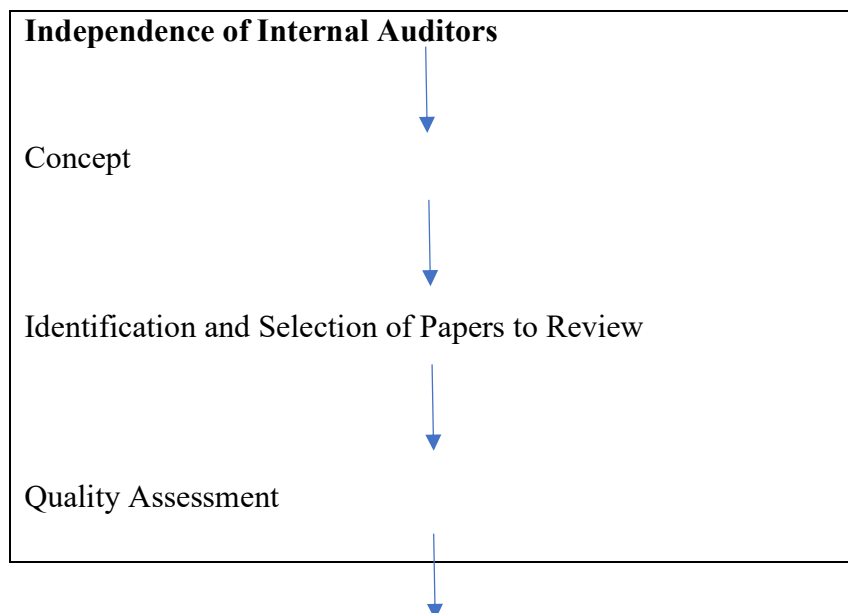 Independence of Internal Auditors
Concept
Identification and Selection of Papers to Review
Quality Assessment